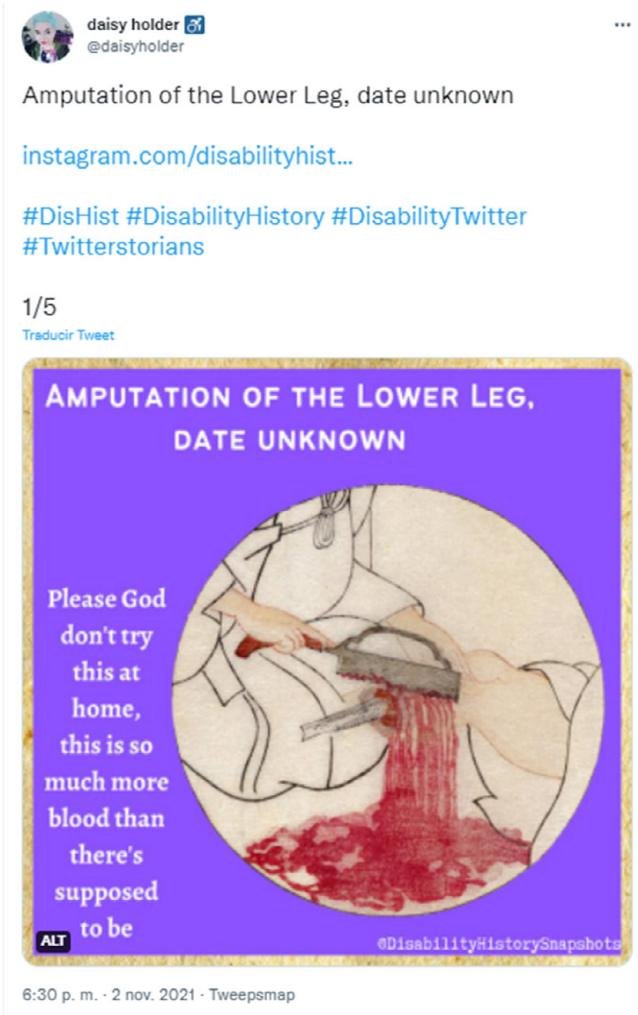 daisy holder
@daisyholder
Amputation of the Lower Leg, date unknown
instagram.com/disabilityhist...
#DisHist #DisabilityHistory #DisabilityTwitter
#Twitterstorians
1/5
Traducir Tweet
AMPUTATION OF THE LOWER LEG,
DATE UNKNOWN
Please God
don't try
this at
home,
this is so
much more
blood than
there's
supposed
to be
ALT
@DisabilityHistorySnapshots
6:30 p. m. · 2 nov. 2021 · Tweepsmap